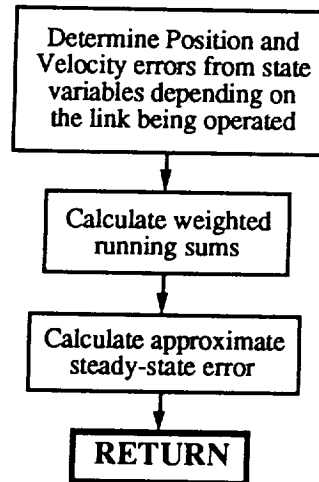 Determine Position and
Velocity errors from state
variables depending on
the link being operated
Calculate weighted
running sums
Calculate approximate
steady-state error
RETURN